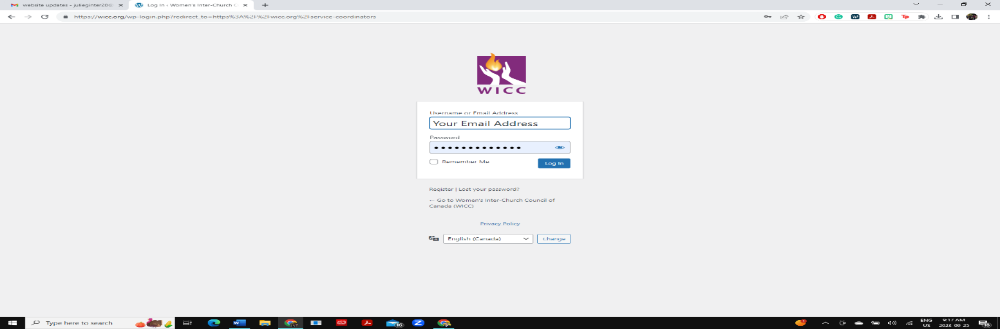 website updates - julieginter28@
Log In ‹ Women's Inter-Church C
https://wicc.org/wp-login.php?redirect_to=https%3A%2F%2Fwicc.org%2Fservice-coordinators
WICC
Username or Email Address
Your Email Address
Password
Remember Me
Log In
Register | Lost your password?
← Go to Women's Inter-Church Council of
Canada (WICC)
Privacy Policy
English (Canada)
Change
Type here to search
16
1
ENG
US
9:17 AM
2023-09-25
18